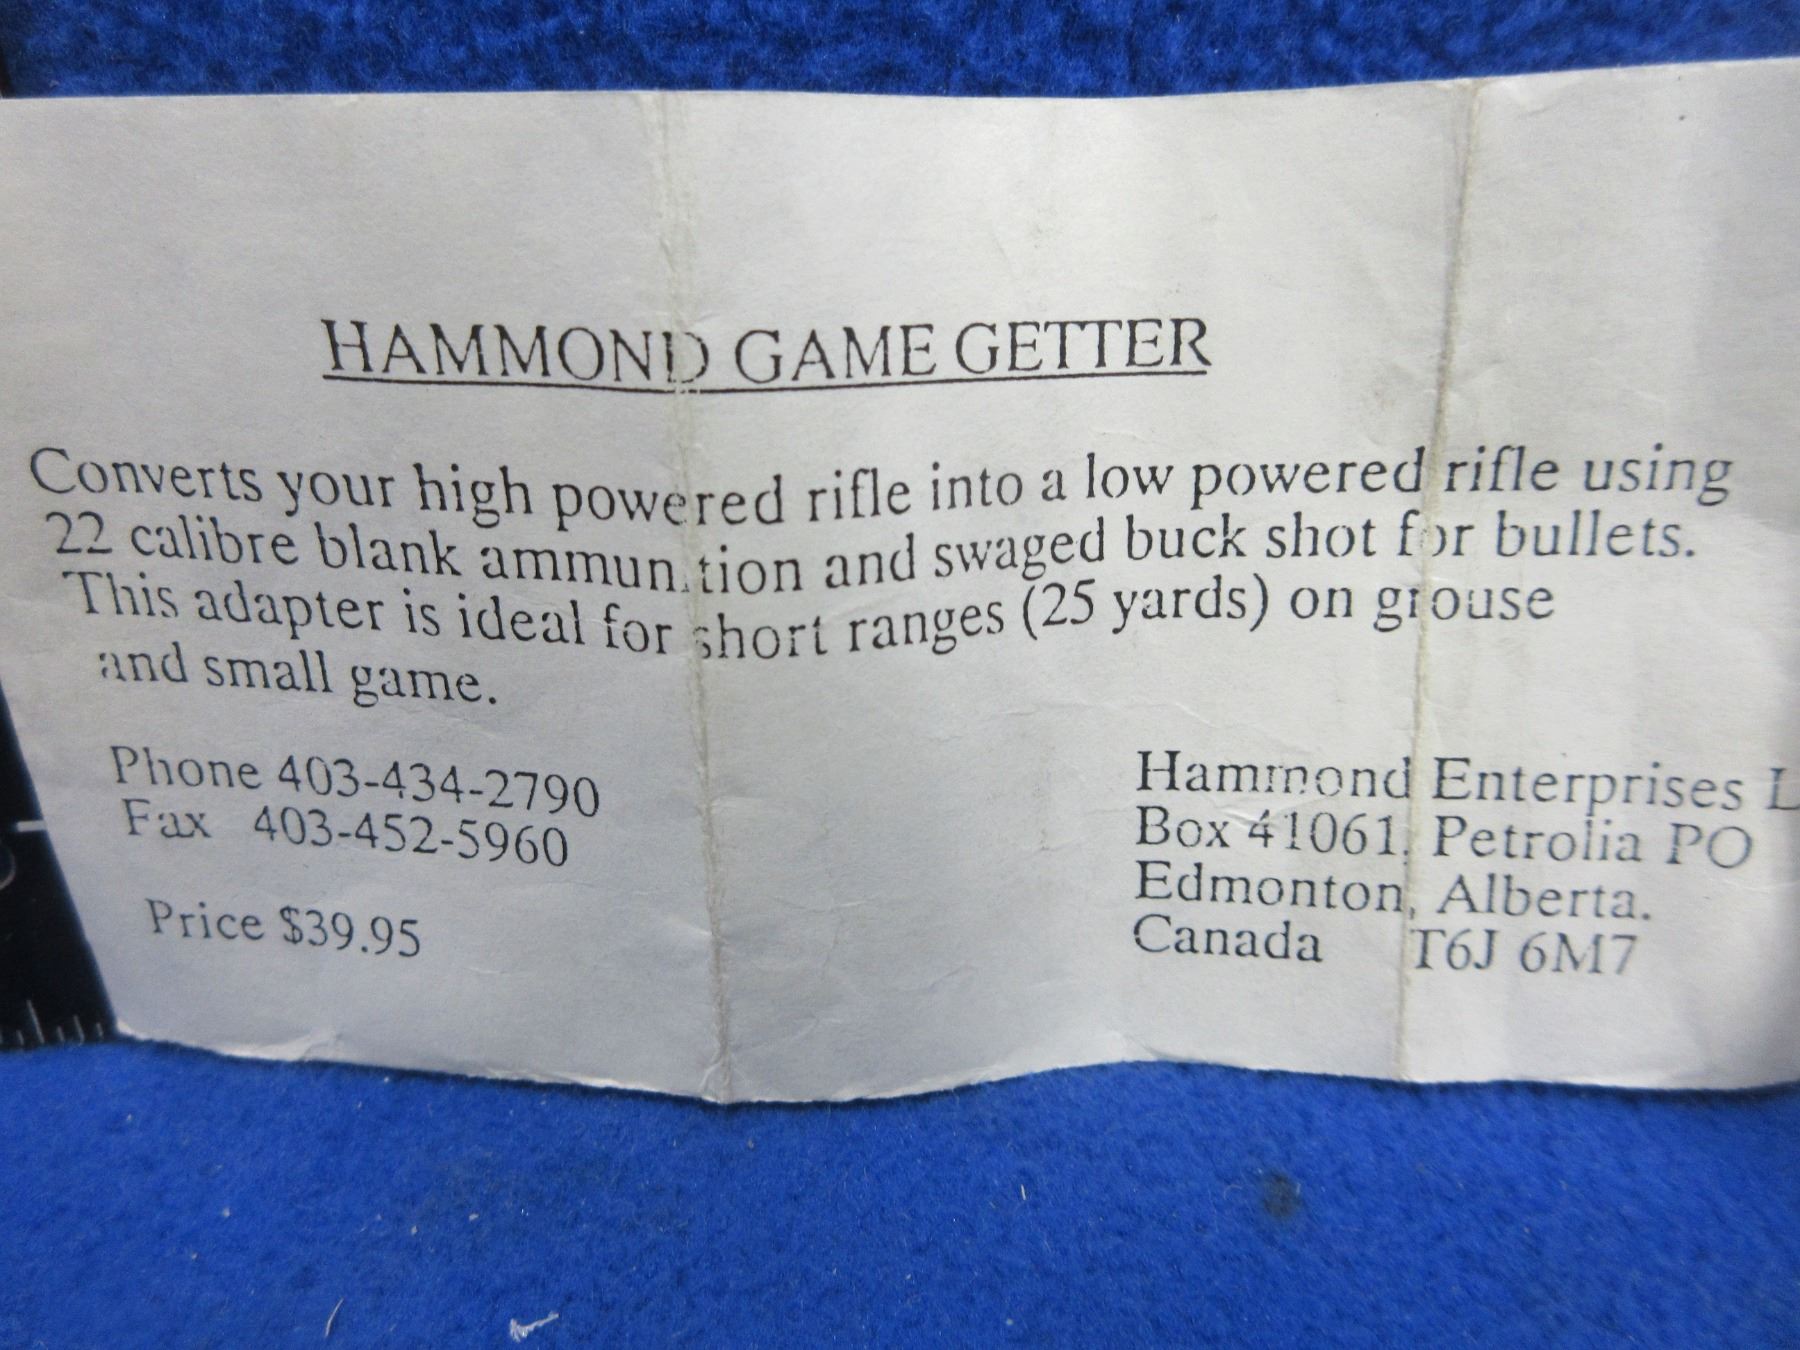 HAMMOND GAME GETTER
Converts your high powered rifle into a low powered rifle using
22 calibre blank ammunition and swaged buck shot for bullets.
This adapter is ideal for short ranges (25 yards) on grouse
and small game.
Phone 403-434-2790
Fax 403-452-5960
Price $39.95
Hammond Enterprises L
Box 41061, Petrolia PO
Edmonton, Alberta.
Canada T6J 6M7